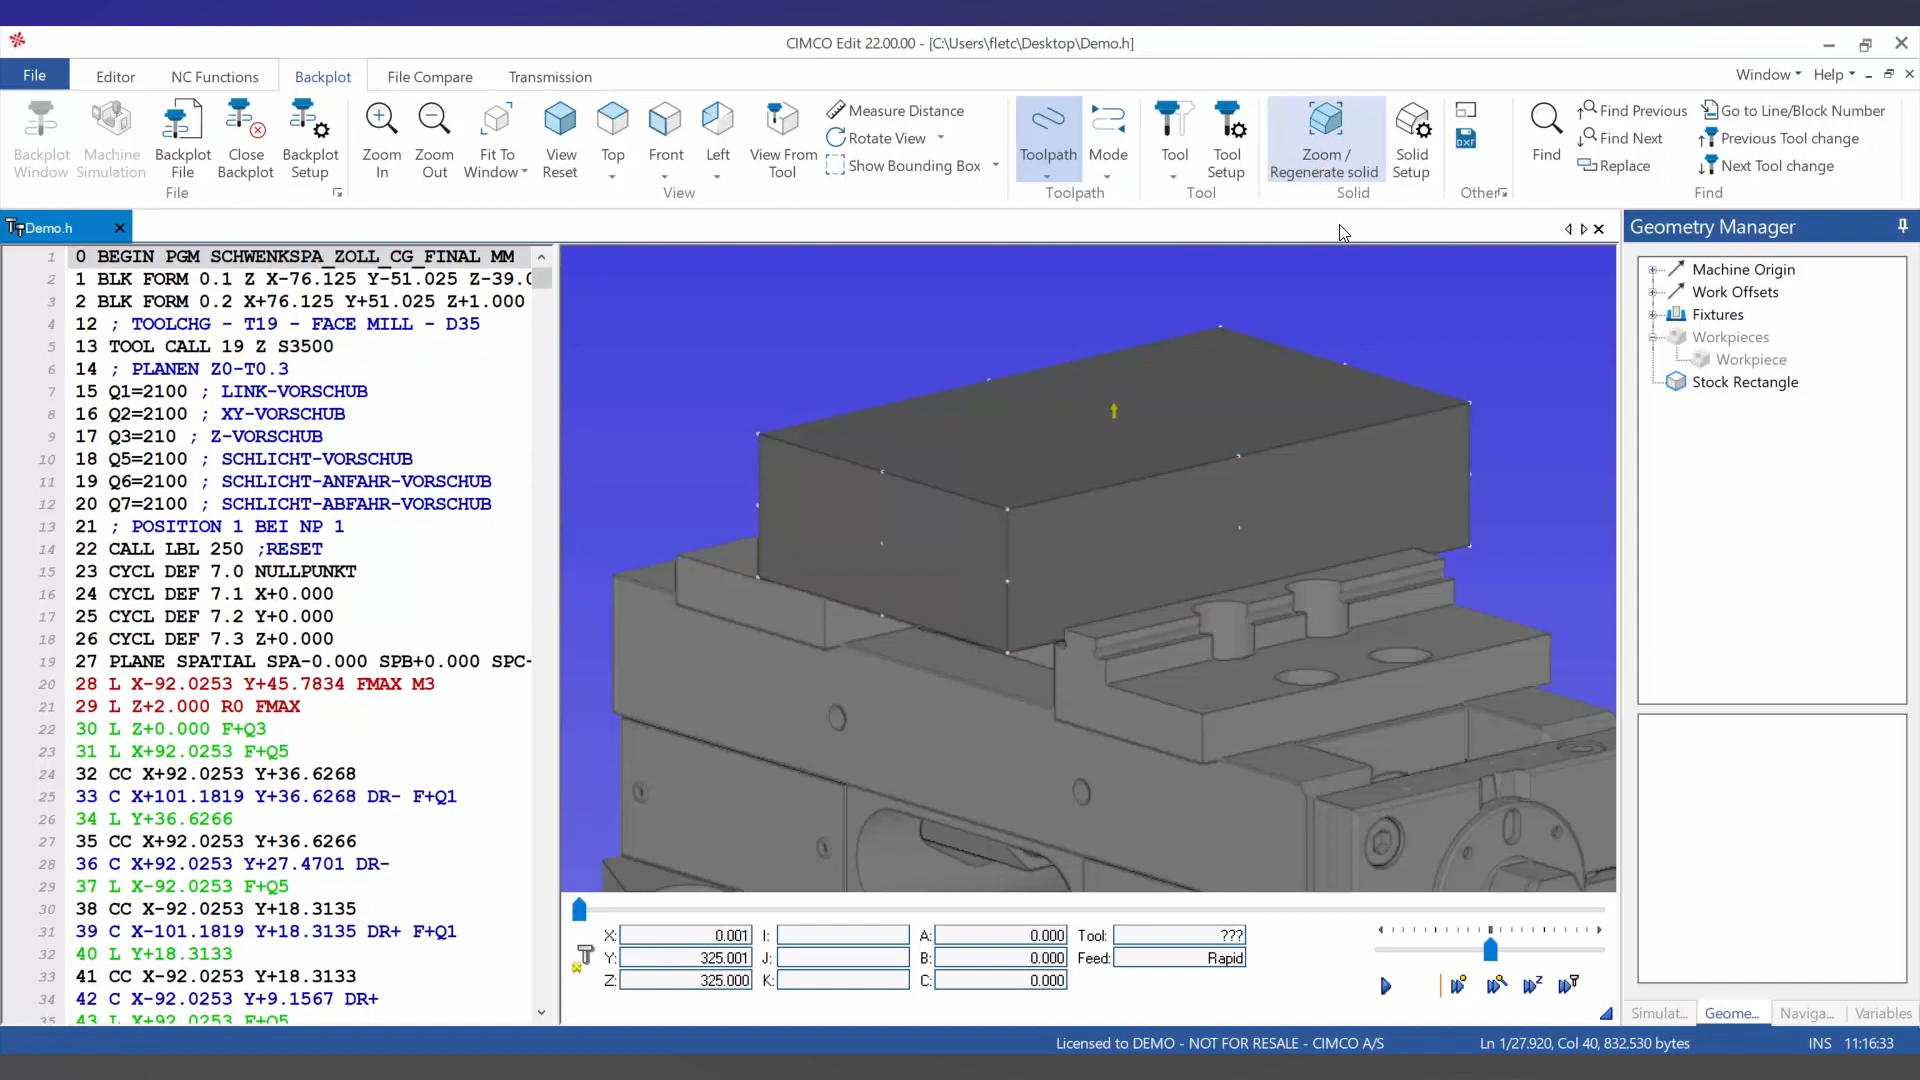 CIMCO Edit 22.00.00 - [C:\Users\fletc\Desktop\Demo.h]
File Editor NC Functions Backplot File Compare Transmission Window Help
Backplot Window
Machine Simulation
Backplot File
Close Backplot
Backplot Setup
File
Zoom In
Zoom Out
Fit To Window
View Reset
Top
Front
Left
View From Tool
Measure Distance
Rotate View
Show Bounding Box
View
Toolpath
Mode
Toolpath
Tool
Tool Setup
Tool
Zoom / Regenerate solid
Solid Setup
Solid
DXF
Other
Find
Find Previous
Find Next
Replace
Go to Line/Block Number
Previous Tool change
Next Tool change
Find
Demo.h
1 0 BEGIN PGM SCHWENKSPA_ZOLL_CG_FINAL MM
2 1 BLK FORM 0.1 Z X-76.125 Y-51.025 Z-39.0
3 2 BLK FORM 0.2 X+76.125 Y+51.025 Z+1.000
4 12 ; TOOLCHG - T19 - FACE MILL - D35
5 13 TOOL CALL 19 Z S3500
6 14 ; PLANEN Z0-T0.3
7 15 Q1=2100 ; LINK-VORSCHUB
8 16 Q2=2100 ; XY-VORSCHUB
9 17 Q3=210 ; Z-VORSCHUB
10 18 Q5=2100 ; SCHLICHT-VORSCHUB
11 19 Q6=2100 ; SCHLICHT-ANFAHR-VORSCHUB
12 20 Q7=2100 ; SCHLICHT-ABFAHR-VORSCHUB
13 21 ; POSITION 1 BEI NP 1
14 22 CALL LBL 250 ;RESET
15 23 CYCL DEF 7.0 NULLPUNKT
16 24 CYCL DEF 7.1 X+0.000
17 25 CYCL DEF 7.2 Y+0.000
18 26 CYCL DEF 7.3 Z+0.000
19 27 PLANE SPATIAL SPA-0.000 SPB+0.000 SPC-
20 28 L X-92.0253 Y+45.7834 FMAX M3
21 29 L Z+2.000 R0 FMAX
22 30 L Z+0.000 F+Q3
23 31 L X+92.0253 F+Q5
24 32 CC X+92.0253 Y+36.6268
25 33 C X+101.1819 Y+36.6268 DR- F+Q1
26 34 L Y+36.6266
27 35 CC X+92.0253 Y+36.6266
28 36 C X+92.0253 Y+27.4701 DR-
29 37 L X-92.0253 F+Q5
30 38 CC X-92.0253 Y+18.3135
31 39 C X-101.1819 Y+18.3135 DR+ F+Q1
32 40 L Y+18.3133
33 41 CC X-92.0253 Y+18.3133
34 42 C X-92.0253 Y+9.1567 DR+
35 43 L X+92.0253 F+Q5
X: 0.001 I: A: 0.000 Tool: ???
Y: 325.001 J: B: 0.000 Feed: Rapid
Z: 325.000 K: C: 0.000
Geometry Manager
Machine Origin
Work Offsets
Fixtures
Workpieces
Workpiece
Stock Rectangle
Simulat... Geome... Naviga... Variables
Licensed to DEMO - NOT FOR RESALE - CIMCO A/S Ln 1/27.920, Col 40, 832.530 bytes INS 11:16:33